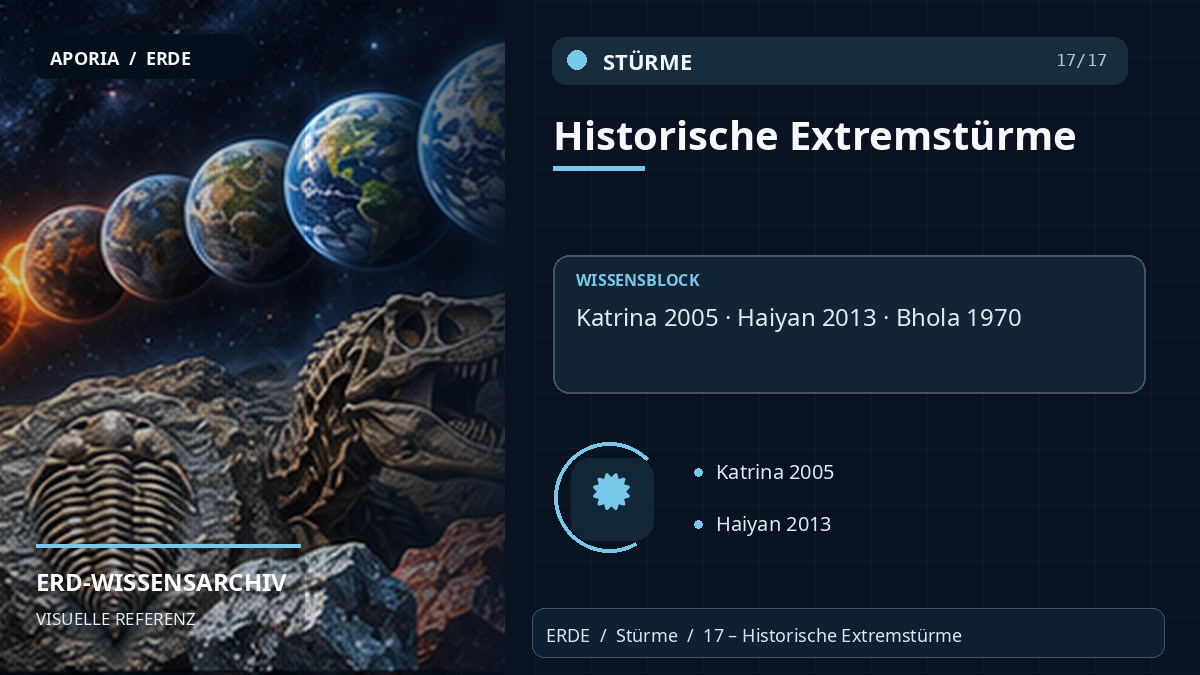 APORIA / ERDE
ERD-WISSENSARCHIV
VISUELLE REFERENZ
STÜRME
17/17
Historische Extremstürme
WISSENSBLOCK
Katrina 2005 · Haiyan 2013 · Bhola 1970
Katrina 2005
Haiyan 2013
ERDE / Stürme / 17 – Historische Extremstürme